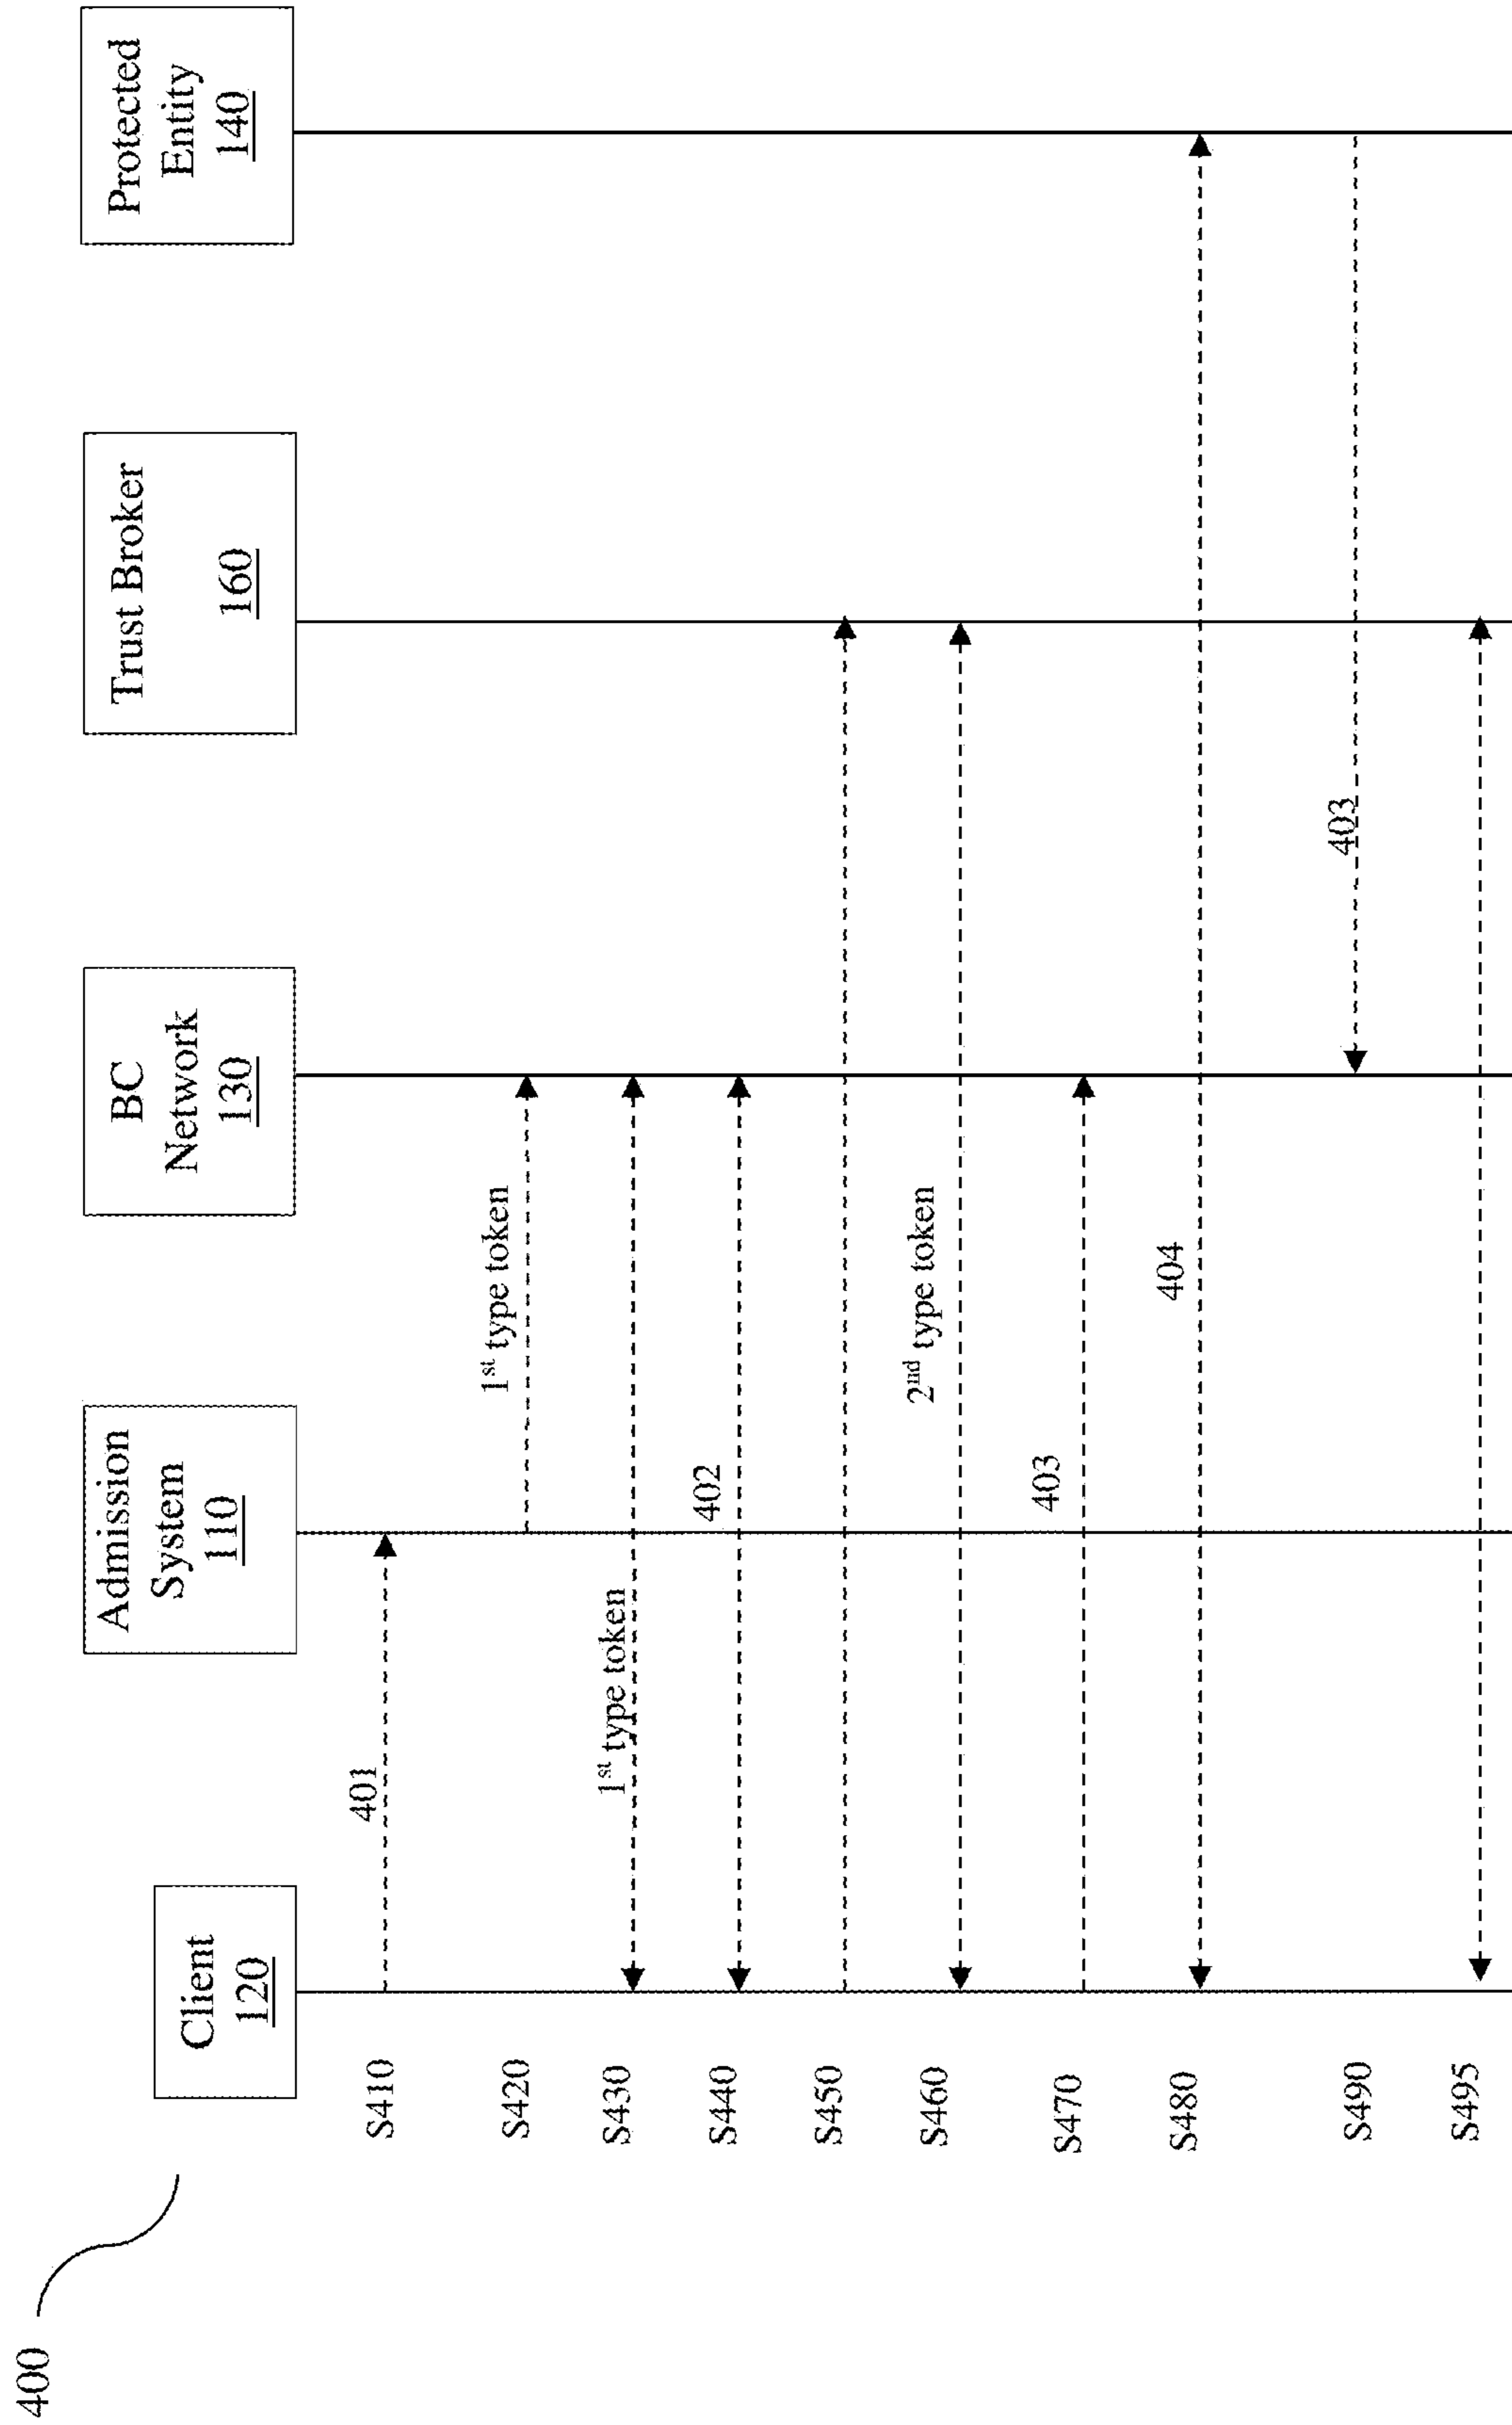 400
Client
120
Admission
System
110
BC
Network
130
Trust Broker
160
Protected
Entity
140
S410
401
S420
1st type token
S430
1st type token
S440
402
S450
S460
2nd type token
S470
403
S480
404
S490
403
S495